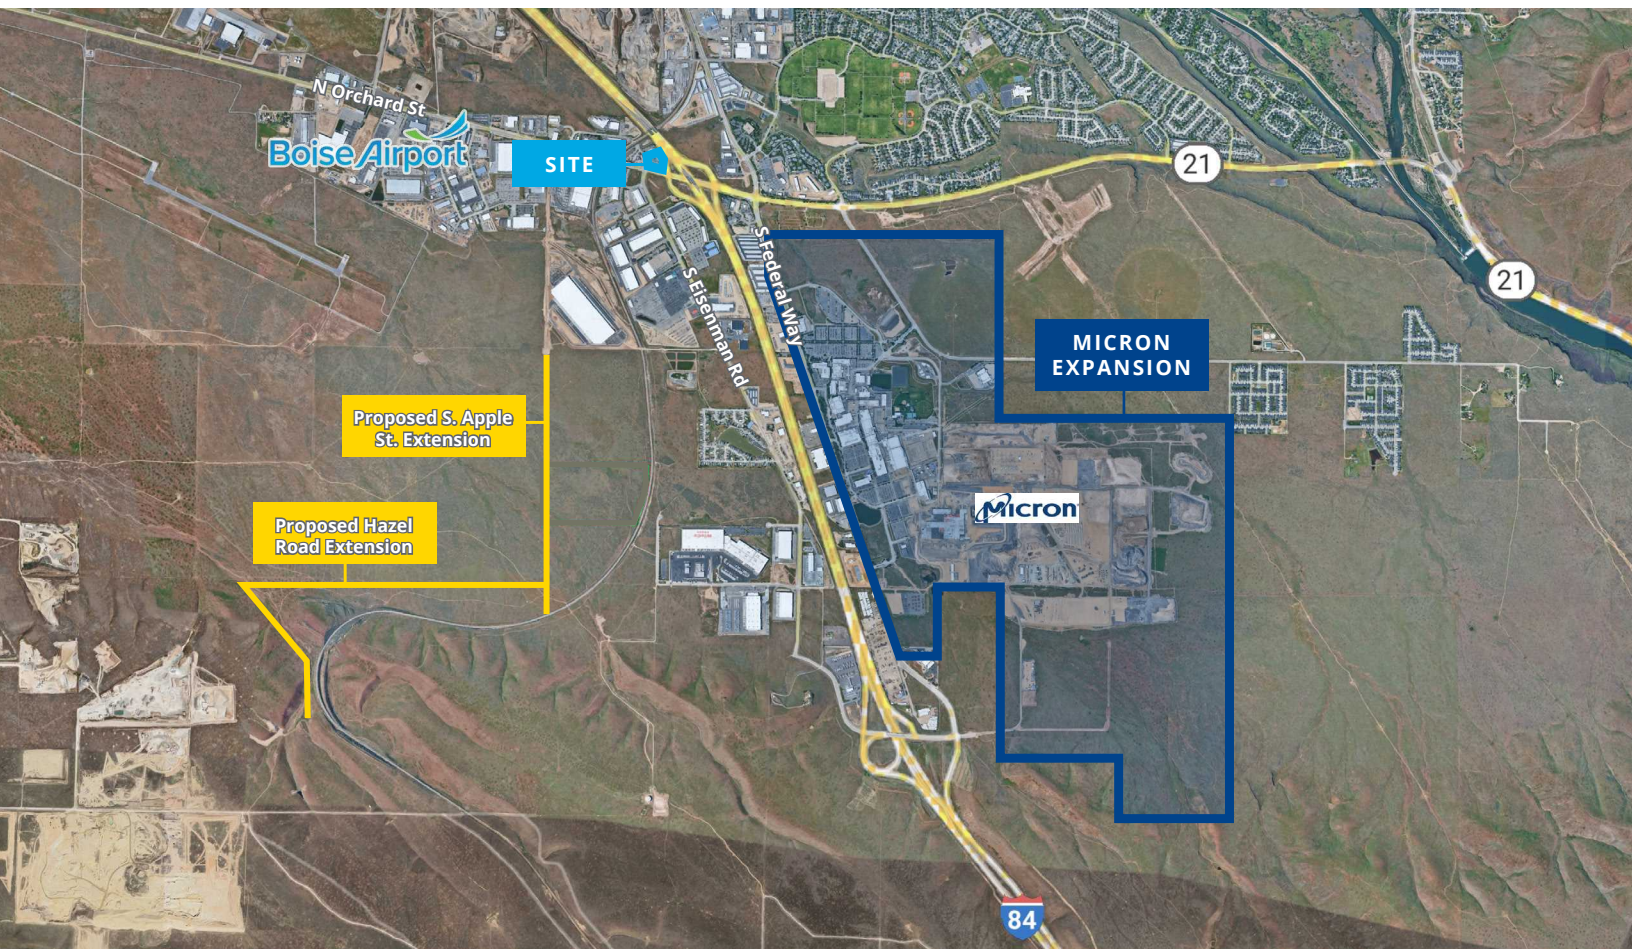 N Orchard St
Boise Airport
SITE
21
S Federal Way
S Eisenman Rd
21
MICRON
EXPANSION
Proposed S. Apple
St. Extension
Micron
Proposed Hazel
Road Extension
84